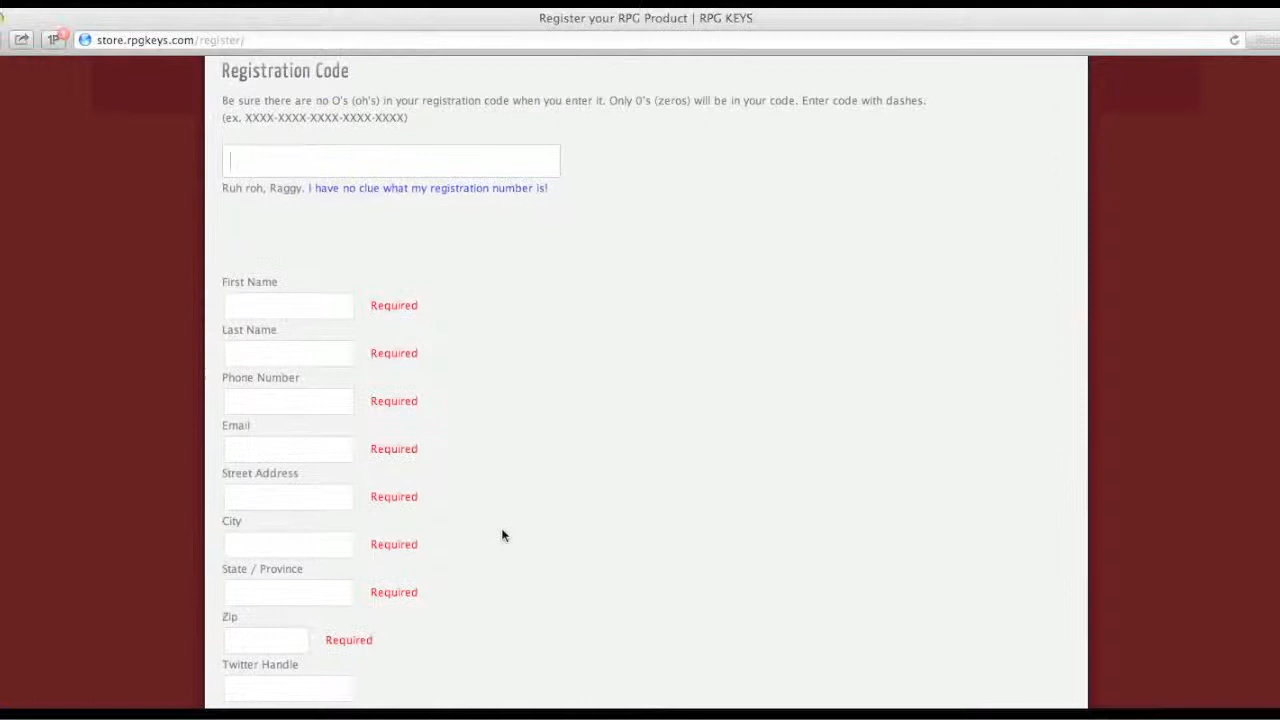 Register your RPG Product | RPG KEYS
store.rpgkeys.com/register/
Registration Code
Be sure there are no O's (oh's) in your registration code when you enter it. Only 0's (zeros) will be in your code. Enter code with dashes.
(ex. XXXX-XXXX-XXXX-XXXX-XXXX)
Ruh roh, Raggy. I have no clue what my registration number is!
First Name
Required
Last Name
Required
Phone Number
Required
Email
Required
Street Address
Required
City
Required
State / Province
Required
Zip
Required
Twitter Handle